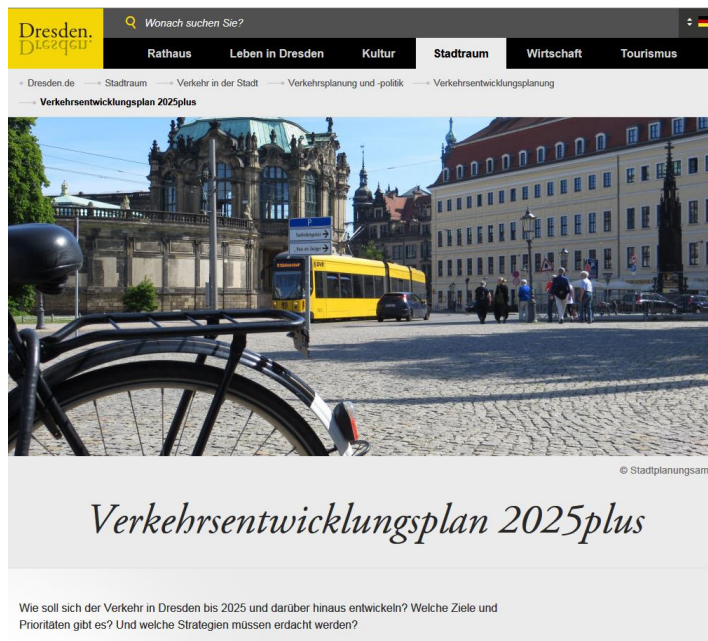 Dresden.
Wonach suchen Sie?
Rathaus Leben in Dresden Kultur Stadtraum Wirtschaft Tourismus
Dresden.de Stadtraum Verkehr in der Stadt Verkehrsplanung und -politik Verkehrsentwicklungsplanung
Verkehrsentwicklungsplan 2025plus
P
© Stadtplanungsam
Verkehrsentwicklungsplan 2025plus
Wie soll sich der Verkehr in Dresden bis 2025 und darüber hinaus entwickeln? Welche Ziele und
Prioritäten gibt es? Und welche Strategien müssen erdacht werden?